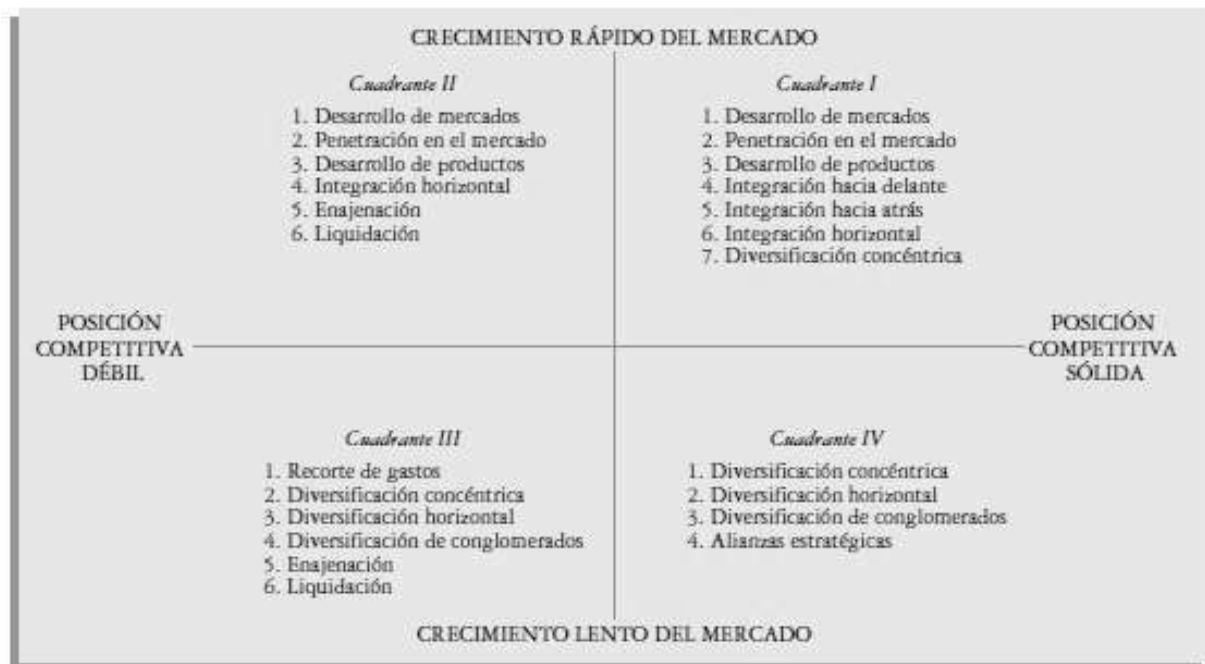 CRECIMIENTO RÁPIDO DEL MERCADO
Cuadrante II
1. Desarrollo de mercados
2. Penetración en el mercado
3. Desarrollo de productos
4. Integración horizontal
5. Enajenación
6. Liquidación
Cuadrante I
1. Desarrollo de mercados
2. Penetración en el mercado
3. Desarrollo de productos
4. Integración hacia delante
5. Integración hacia atrás
6. Integración horizontal
7. Diversificación concéntrica
POSICIÓN
COMPETITIVA
DÉBIL
POSICIÓN
COMPETITIVA
SÓLIDA
Cuadrante III
1. Recorte de gastos
2. Diversificación concéntrica
3. Diversificación horizontal
4. Diversificación de conglomerados
5. Enajenación
6. Liquidación
Cuadrante IV
1. Diversificación concéntrica
2. Diversificación horizontal
3. Diversificación de conglomerados
4. Alianzas estratégicas
CRECIMIENTO LENTO DEL MERCADO